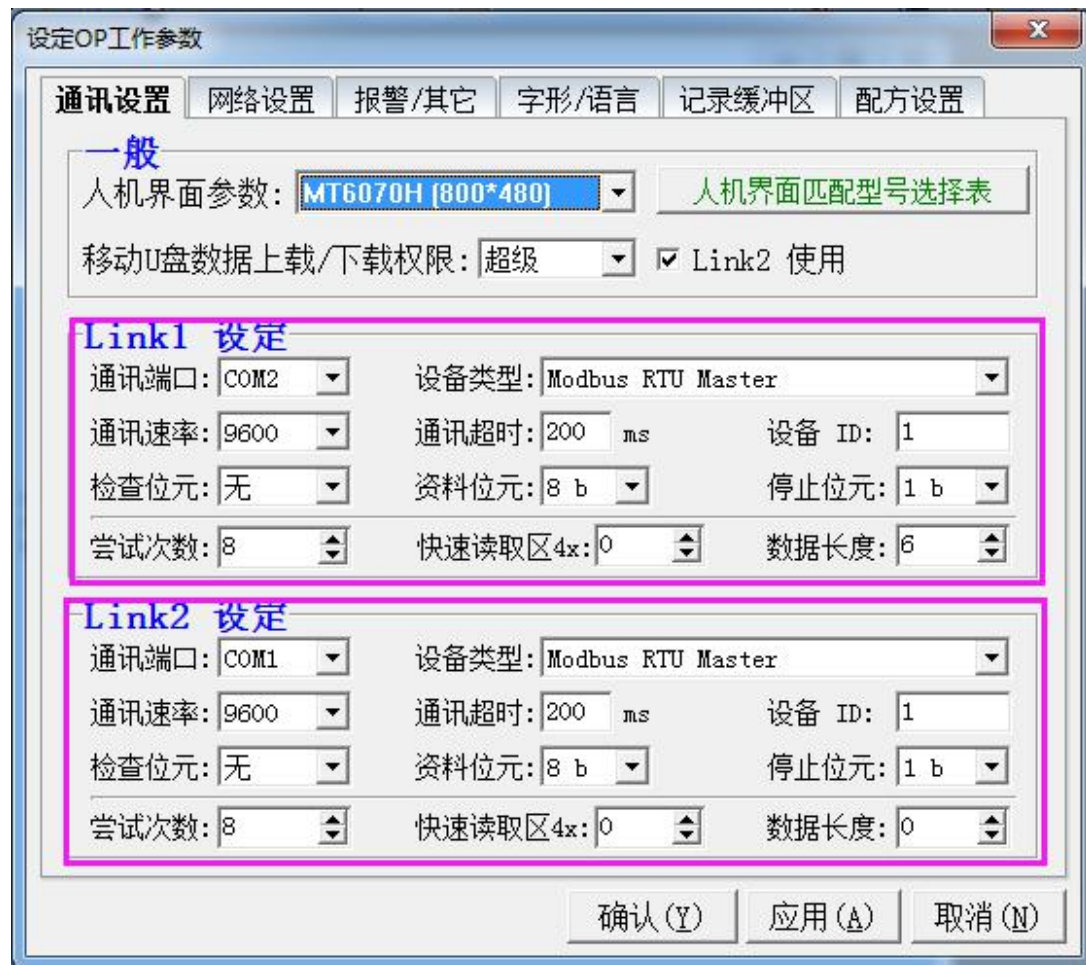 设定OP工作参数
通讯设置 网络设置 报警/其它 字形/语言 记录缓冲区 配方设置
一般
人机界面参数: MT6070H (800*480) 人机界面匹配型号选择表
移动U盘数据上载/下载权限: 超级 Link2 使用
Link1 设定
通讯端口: COM2 设备类型: Modbus RTU Master
通讯速率: 9600 通讯超时: 200 ms 设备 ID: 1
检查位元: 无 资料位元: 8 b 停止位元: 1 b
尝试次数: 8 快速读取区4x: 0 数据长度: 6
Link2 设定
通讯端口: COM1 设备类型: Modbus RTU Master
通讯速率: 9600 通讯超时: 200 ms 设备 ID: 1
检查位元: 无 资料位元: 8 b 停止位元: 1 b
尝试次数: 8 快速读取区4x: 0 数据长度: 0
确认(Y) 应用(A) 取消(N)